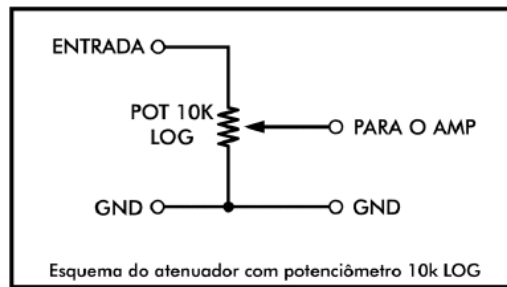 ENTRADA
POT 10K
LOG
PARA O AMP
GND
GND
Esquema do atenuador com potenciômetro 10k LOG